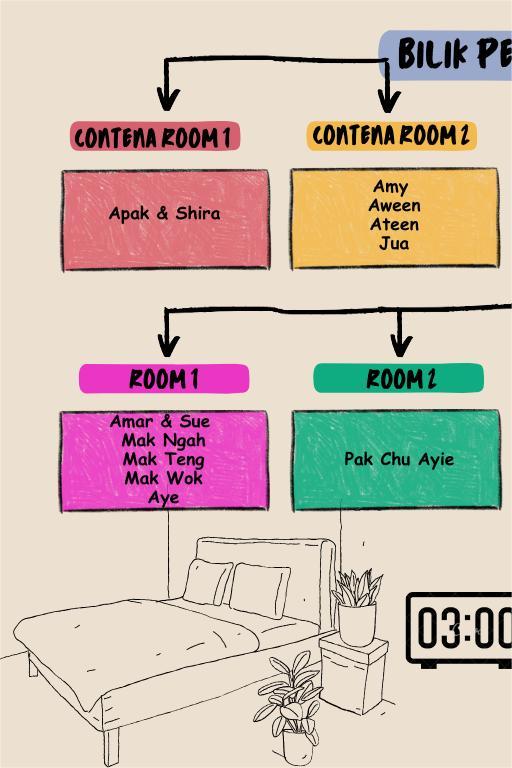 BILIK PE
CONTENA ROOM 1
CONTENA ROOM 2
Apak & Shira
Amy
Aween
Ateen
Jua
ROOM 1
ROOM 2
Amar & Sue
Mak Ngah
Mak Teng
Mak Wok
Aye
Pak Chu Ayie
03:00